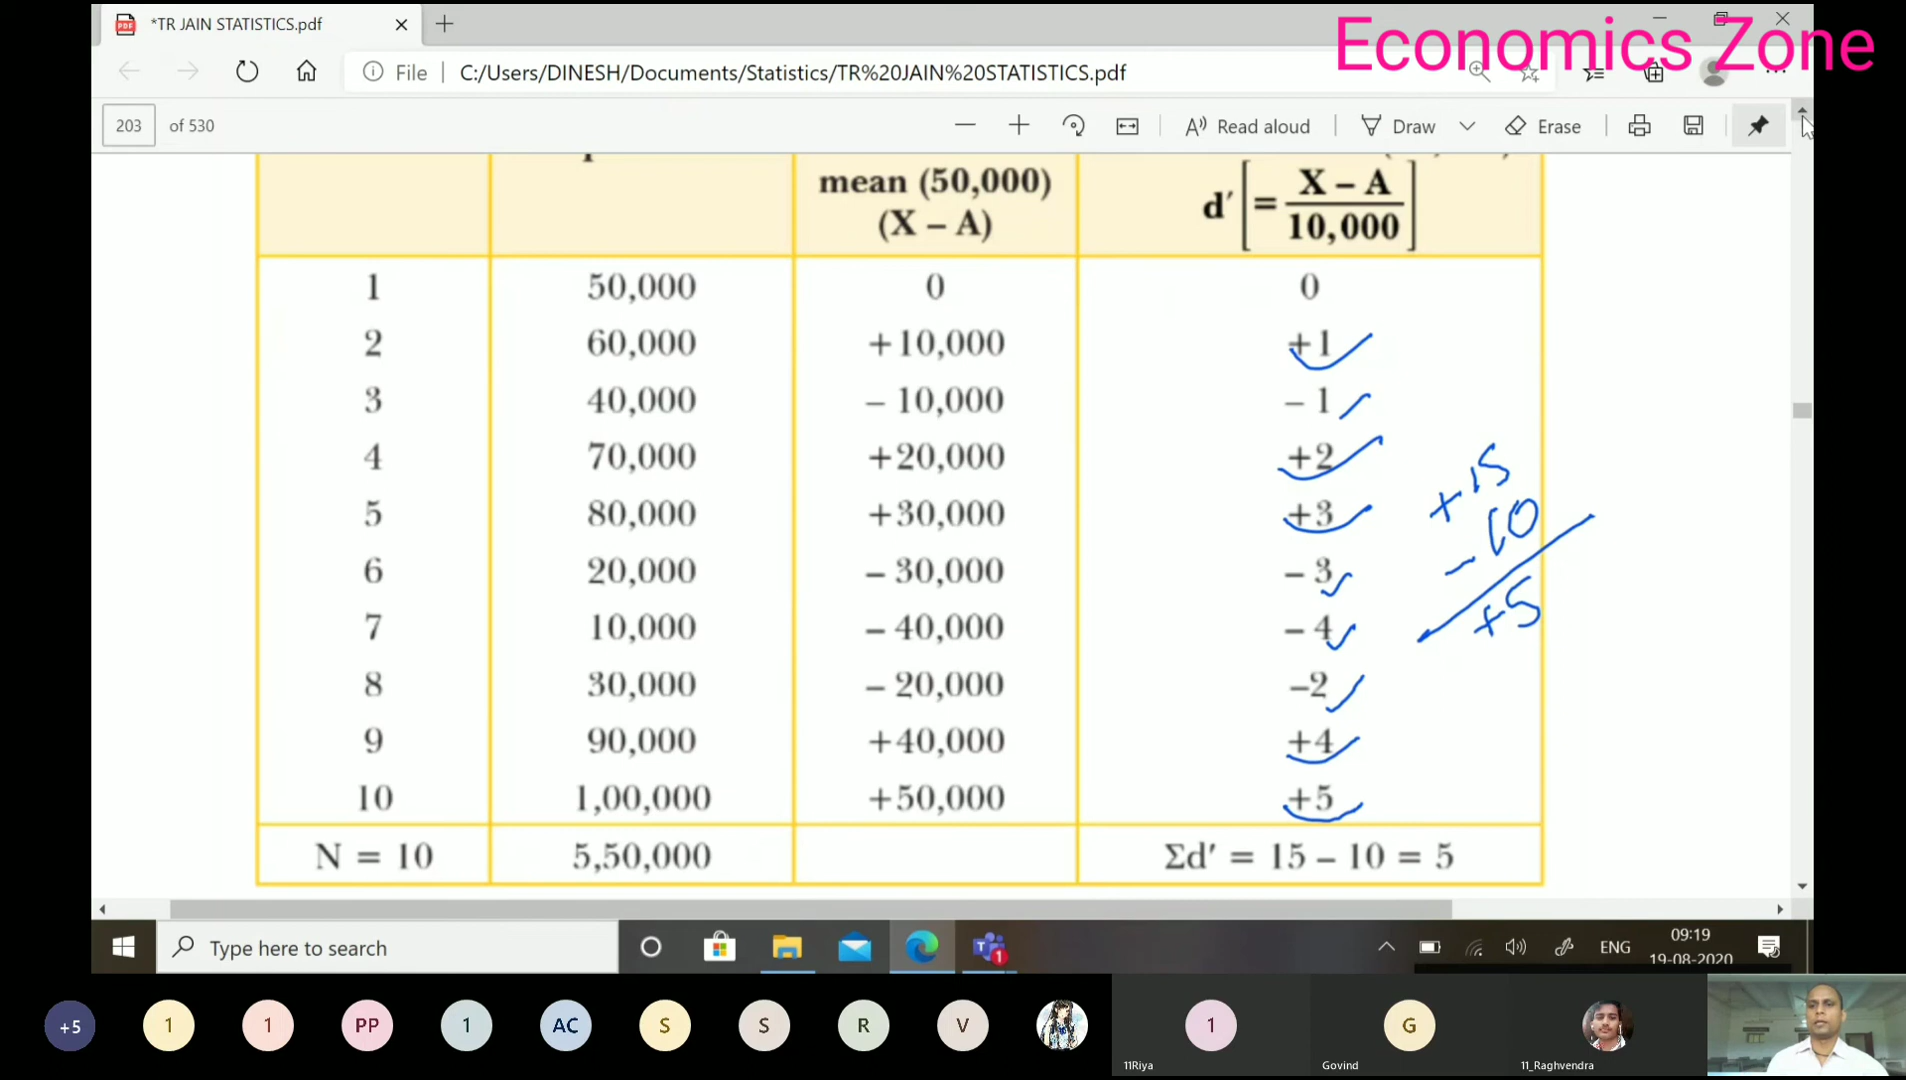 *TR JAIN STATISTICS.pdf
Economics Zone
File C:/Users/DINESH/Documents/Statistics/TR%20JAIN%20STATISTICS.pdf
203 of 530
Read aloud Draw Erase
mean (50,000)
(X – A)
d′ [= X – A / 10,000]
1 50,000 0 0
2 60,000 +10,000 +1
3 40,000 – 10,000 – 1
4 70,000 +20,000 +2
5 80,000 +30,000 +3
6 20,000 – 30,000 – 3
7 10,000 – 40,000 – 4
8 30,000 – 20,000 –2
9 90,000 +40,000 +4
10 1,00,000 +50,000 +5
+15
-10
+5
N = 10 5,50,000 Σd′ = 15 – 10 = 5
Type here to search
1
ENG
09:19
19-08-2020
+5 1 1 PP 1 AC S S R V 1 G
11Riya Govind 11_Raghvendra